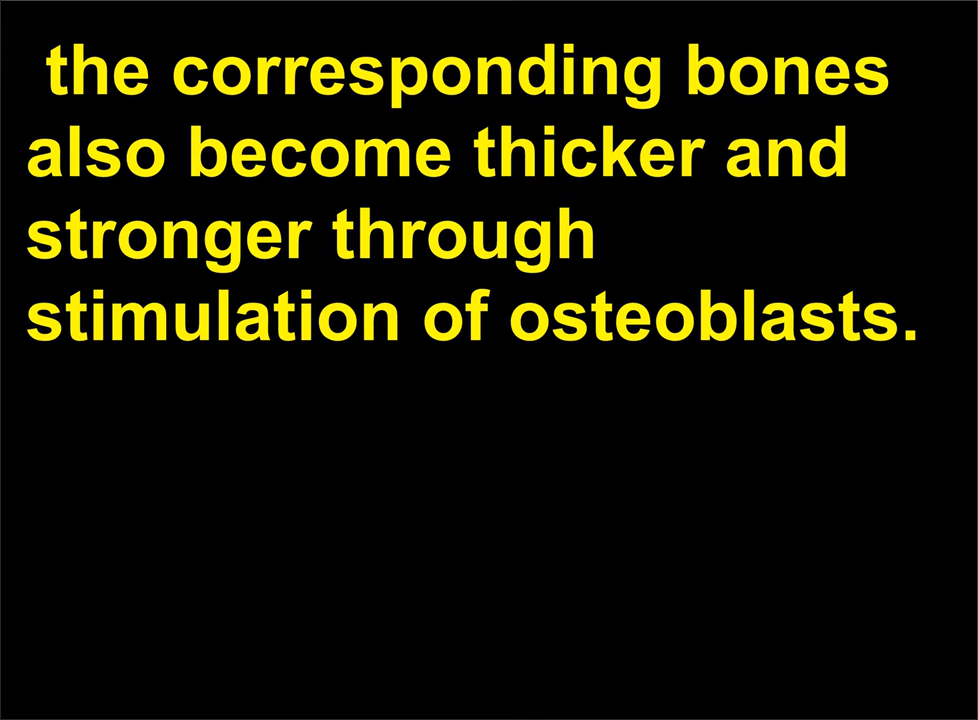 the corresponding bones
also become thicker and
stronger through
stimulation of osteoblasts.